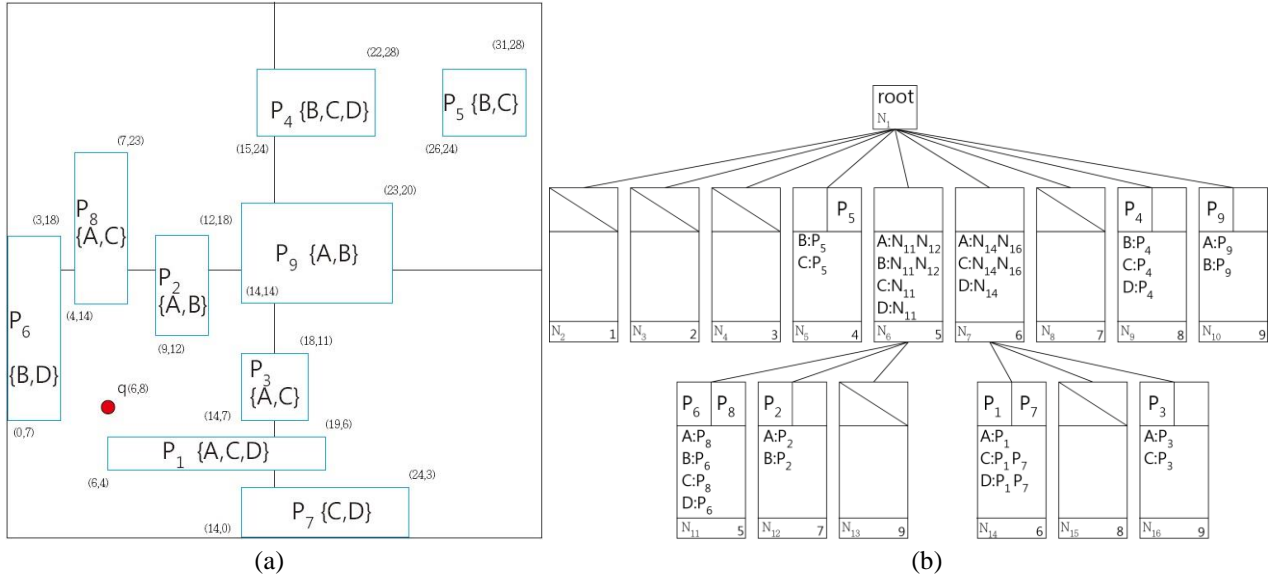 (31,28)
(22,28)
P4 {B,C,D}
P5 {B,C}
(15,24)
(26,24)
(7,23)
(23,20)
(3,18)
P8
{A,C}
(12,18)
P9 {A,B}
P2
{A,B}
(14,14)
(4,14)
P6
{B,D}
(9,12)
(18,11)
P3
{A,C}
q(6,8)
(0,7)
(14,7)
(19,6)
P1 {A,C,D}
(6,4)
(24,3)
P7 {C,D}
(14,0)
(a)
root
N1
N2 1
N3 2
N4 3
P5
B:P5
C:P5
N5 4
A:N11N12
B:N11N12
C:N11
D:N11
N6 5
A:N14N16
C:N14N16
D:N14
N7 6
N8 7
P4
B:P4
C:P4
D:P4
N9 8
P9
A:P9
B:P9
N10 9
P6 P8
A:P8
B:P6
C:P8
D:P6
N11 5
P2
A:P2
B:P2
N12 7
N13 9
P1 P7
A:P1
C:P1 P7
D:P1 P7
N14 6
N15 8
P3
A:P3
C:P3
N16 9
(b)